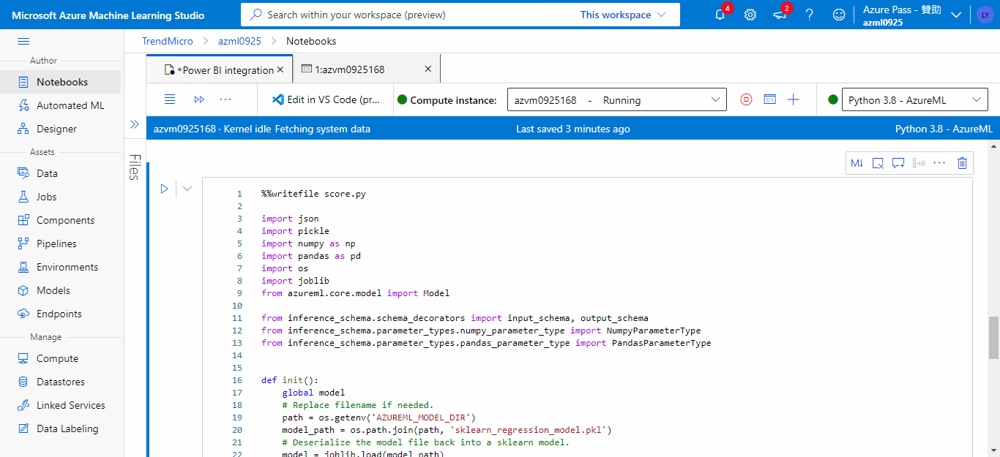 Microsoft Azure Machine Learning Studio
Search within your workspace (preview)
This workspace
4
2
Azure Pass - 贊助
azml0925
LY
TrendMicro > azml0925 > Notebooks
Author
Notebooks
Automated ML
Designer
Assets
Data
Jobs
Components
Pipelines
Environments
Models
Endpoints
Manage
Compute
Datastores
Linked Services
Data Labeling
Files
*Power BI integration
1:azvm0925168
Edit in VS Code (pr...
Compute instance:
azvm0925168 - Running
Python 3.8 - AzureML
azvm0925168 · Kernel idle Fetching system data
Last saved 3 minutes ago
Python 3.8 - AzureML
M↓
1 %%writefile score.py
2
3 import json
4 import pickle
5 import numpy as np
6 import pandas as pd
7 import os
8 import joblib
9 from azureml.core.model import Model
10
11 from inference_schema.schema_decorators import input_schema, output_schema
12 from inference_schema.parameter_types.numpy_parameter_type import NumpyParameterType
13 from inference_schema.parameter_types.pandas_parameter_type import PandasParameterType
14
15
16 def init():
17 global model
18 # Replace filename if needed.
19 path = os.getenv('AZUREML_MODEL_DIR')
20 model_path = os.path.join(path, 'sklearn_regression_model.pkl')
21 # Deserialize the model file back into a sklearn model.
22 model = joblib.load(model_path)